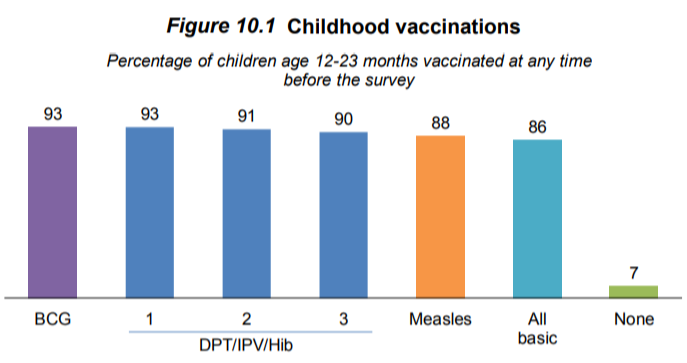 Figure 10.1 Childhood vaccinations
Percentage of children age 12-23 months vaccinated at any time
before the survey
93 93 91 90 88 86 7
BCG 1 2 3 Measles All None
basic
DPT/IPV/Hib